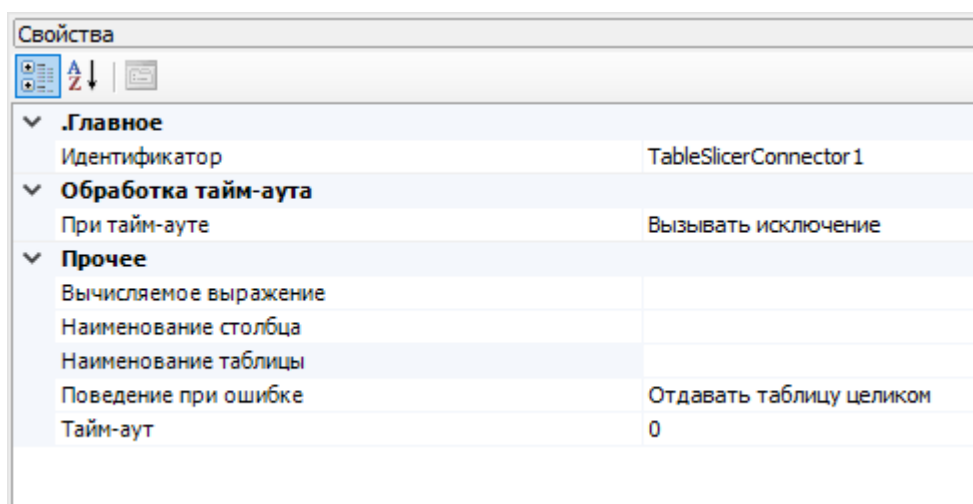 Свойства
.Главное
Идентификатор TableSlicerConnector1
Обработка тайм-аута
При тайм-ауте Вызывать исключение
Прочее
Вычисляемое выражение
Наименование столбца
Наименование таблицы
Поведение при ошибке Отдавать таблицу целиком
Тайм-аут 0